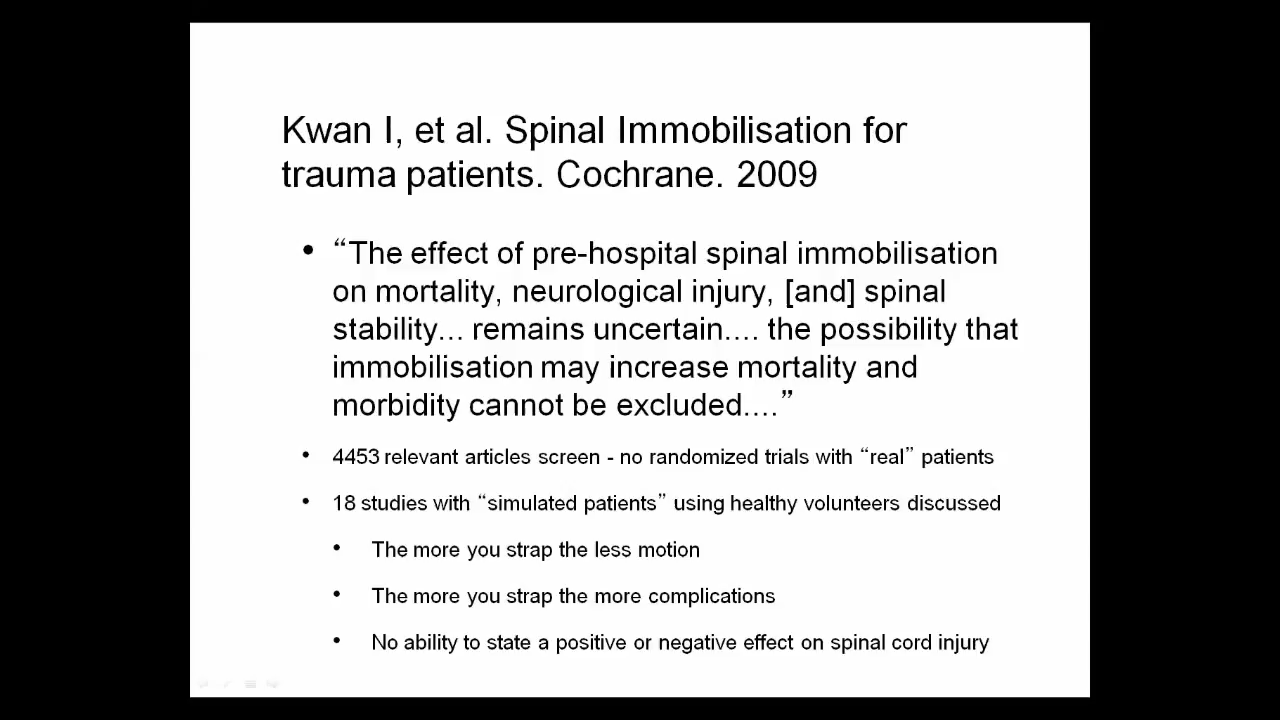 Kwan I, et al. Spinal Immobilisation for
trauma patients. Cochrane. 2009
• “The effect of pre-hospital spinal immobilisation
on mortality, neurological injury, [and] spinal
stability... remains uncertain.... the possibility that
immobilisation may increase mortality and
morbidity cannot be excluded....”
• 4453 relevant articles screen - no randomized trials with “real” patients
• 18 studies with “simulated patients” using healthy volunteers discussed
• The more you strap the less motion
• The more you strap the more complications
• No ability to state a positive or negative effect on spinal cord injury